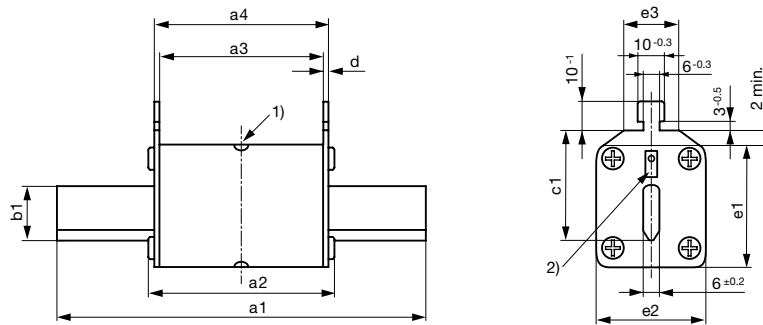 a4
a3
d
1)
b1
a2
a1
e3
10-0.3
6-0.3
10-1
3-0.5
2 min.
c1
e1
2)
6±0.2
e2